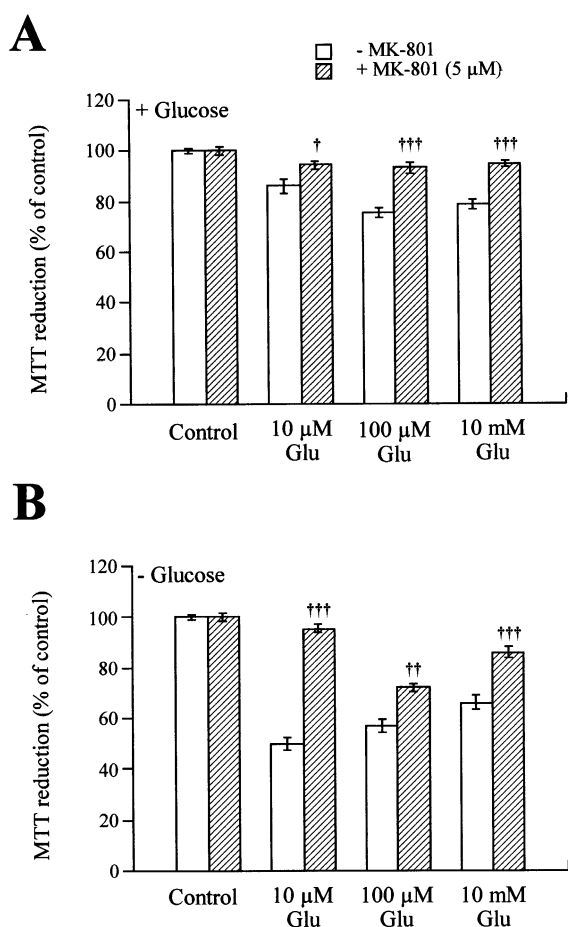 A
- MK-801
+ MK-801 (5 µM)
+ Glucose
MTT reduction (% of control)
120
100
80
60
40
20
0
†
†††
†††
Control
10 µM
Glu
100 µM
Glu
10 mM
Glu
B
- Glucose
MTT reduction (% of control)
120
100
80
60
40
20
0
†††
††
†††
Control
10 µM
Glu
100 µM
Glu
10 mM
Glu